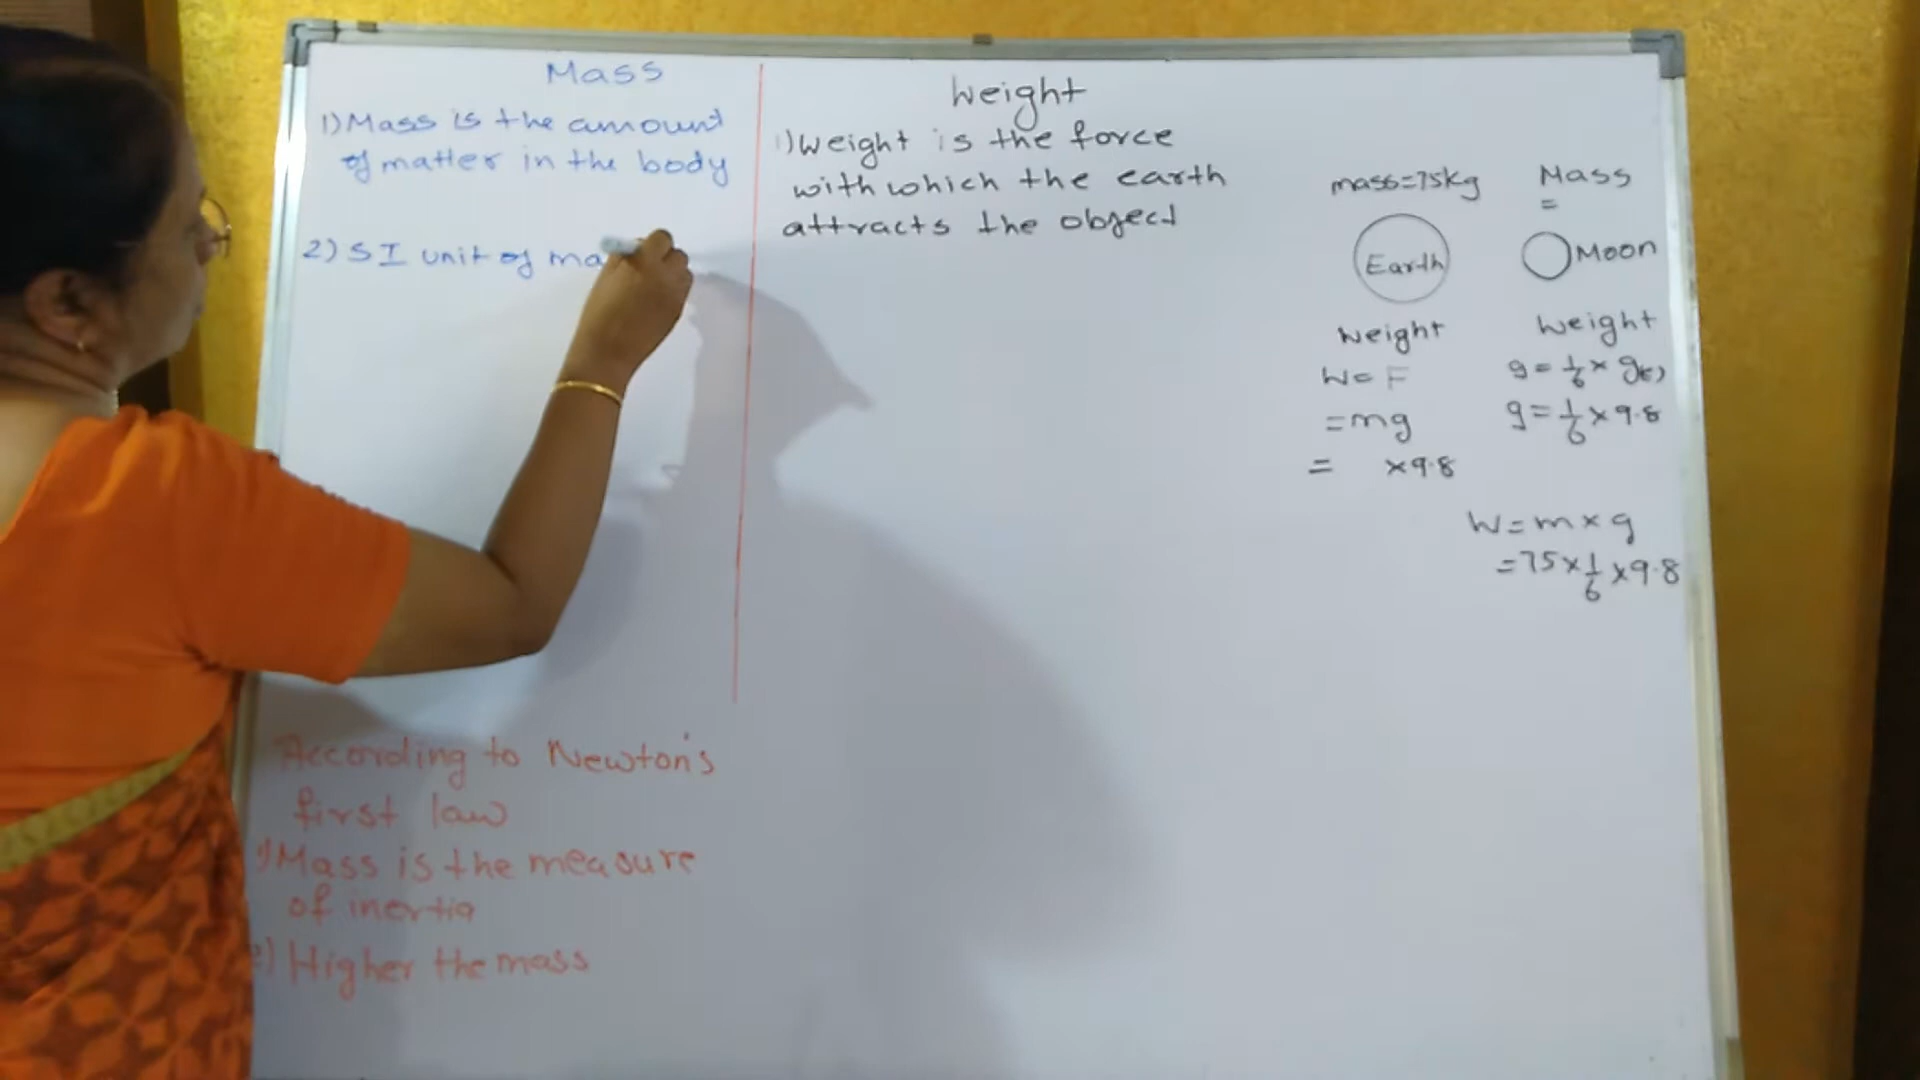 Mass
1) Mass is the amount
of matter in the body
2) SI unit of ma
Weight
1) Weight is the force
with which the earth
attracts the object
mass=75kg
Earth
Weight
W= F
=mg
= ×9.8
Mass
=
Moon
Weight
g=1/6× g(E)
g=1/6×9.8
W=m×g
=75×1/6×9.8
According to Newton's
first law
1) Mass is the measure
of inertia
2) Higher the mass